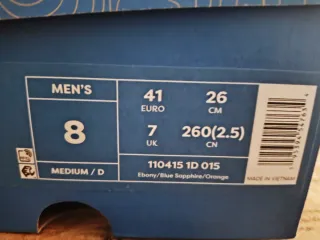 MEN'S
8
MEDIUM / D
41
EURO
26
CM
7
UK
260(2.5)
CN
110415 1D 015
Ebony/Blue Sapphire/Orange
MADE IN VIETNAM